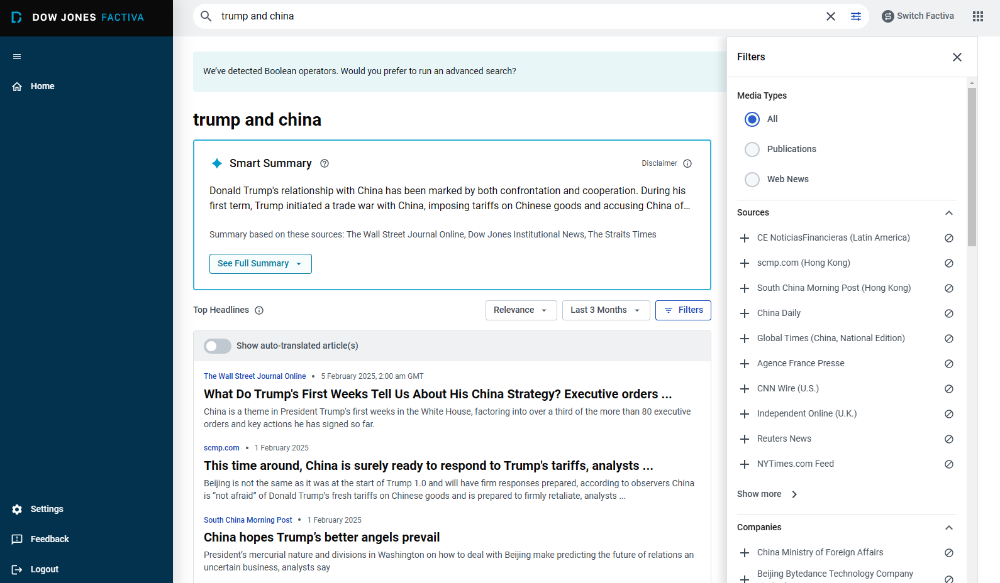 DOW JONES FACTIVA
trump and china
Switch Factiva
Home
Settings
Feedback
Logout
We've detected Boolean operators. Would you prefer to run an advanced search?
trump and china
Smart Summary
Disclaimer
Donald Trump's relationship with China has been marked by both confrontation and cooperation. During his
first term, Trump initiated a trade war with China, imposing tariffs on Chinese goods and accusing China of...
Summary based on these sources: The Wall Street Journal Online, Dow Jones Institutional News, The Straits Times
See Full Summary
Top Headlines
Relevance
Last 3 Months
Filters
Show auto-translated article(s)
The Wall Street Journal Online • 5 February 2025, 2:00 am GMT
What Do Trump's First Weeks Tell Us About His China Strategy? Executive orders ...
China is a theme in President Trump's first weeks in the White House, factoring into over a third of the more than 80 executive
orders and key actions he has signed so far.
scmp.com • 1 February 2025
This time around, China is surely ready to respond to Trump's tariffs, analysts ...
Beijing is not the same as it was at the start of Trump 1.0 and will have firm responses prepared, according to observers China
is “not afraid” of Donald Trump’s fresh tariffs on Chinese goods and is prepared to firmly retaliate, analysts ...
South China Morning Post • 1 February 2025
China hopes Trump’s better angels prevail
President’s mercurial nature and divisions in Washington on how to deal with Beijing make predicting the future of relations an
uncertain business, analysts say
Filters
Media Types
All
Publications
Web News
Sources
CE NoticiasFinancieras (Latin America)
scmp.com (Hong Kong)
South China Morning Post (Hong Kong)
China Daily
Global Times (China, National Edition)
Agence France Presse
CNN Wire (U.S.)
Independent Online (U.K.)
Reuters News
NYTimes.com Feed
Show more
Companies
China Ministry of Foreign Affairs
Beijing Bytedance Technology Company